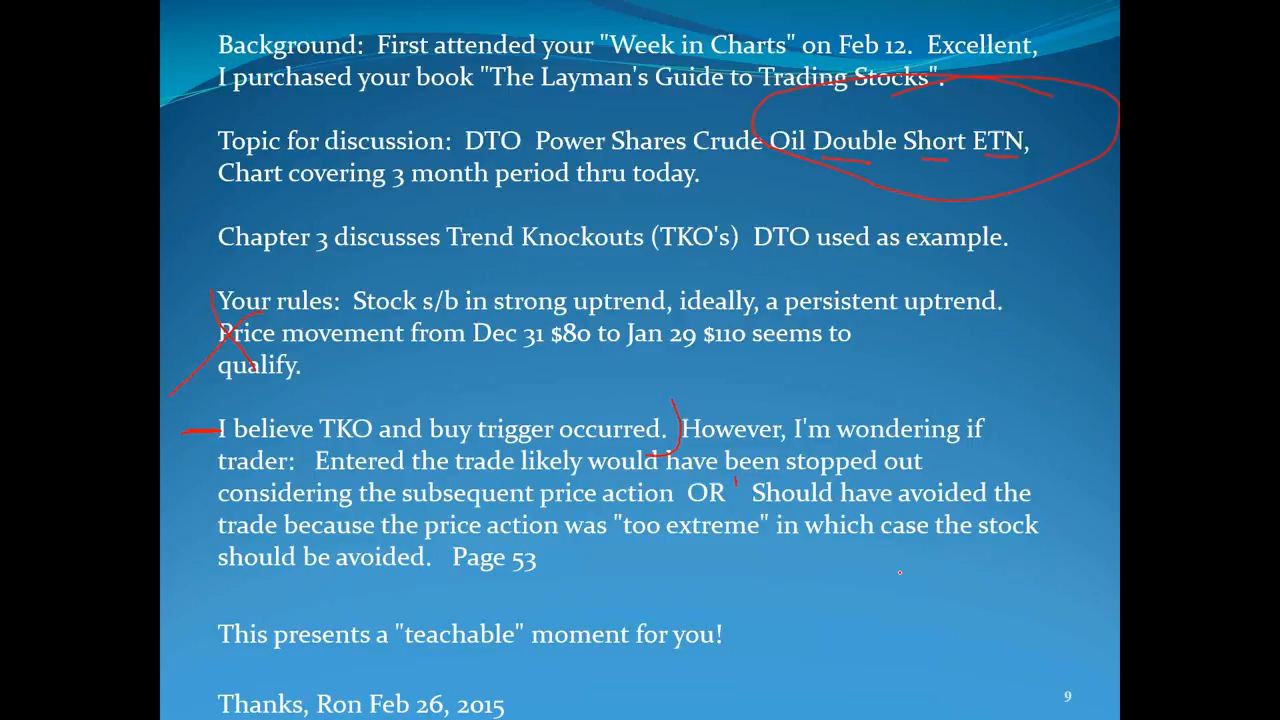 Background:  First attended your "Week in Charts" on Feb 12.  Excellent,
I purchased your book "The Layman's Guide to Trading Stocks".
Topic for discussion:  DTO  Power Shares Crude Oil Double Short ETN,
Chart covering 3 month period thru today.
Chapter 3 discusses Trend Knockouts (TKO's)  DTO used as example.
Your rules:  Stock s/b in strong uptrend, ideally, a persistent uptrend.
Price movement from Dec 31 $80 to Jan 29 $110 seems to
qualify.
I believe TKO and buy trigger occurred.  However, I'm wondering if
trader:   Entered the trade likely would have been stopped out
considering the subsequent price action  OR    Should have avoided the
trade because the price action was "too extreme" in which case the stock
should be avoided.   Page 53
This presents a "teachable" moment for you!
Thanks, Ron Feb 26, 2015
9